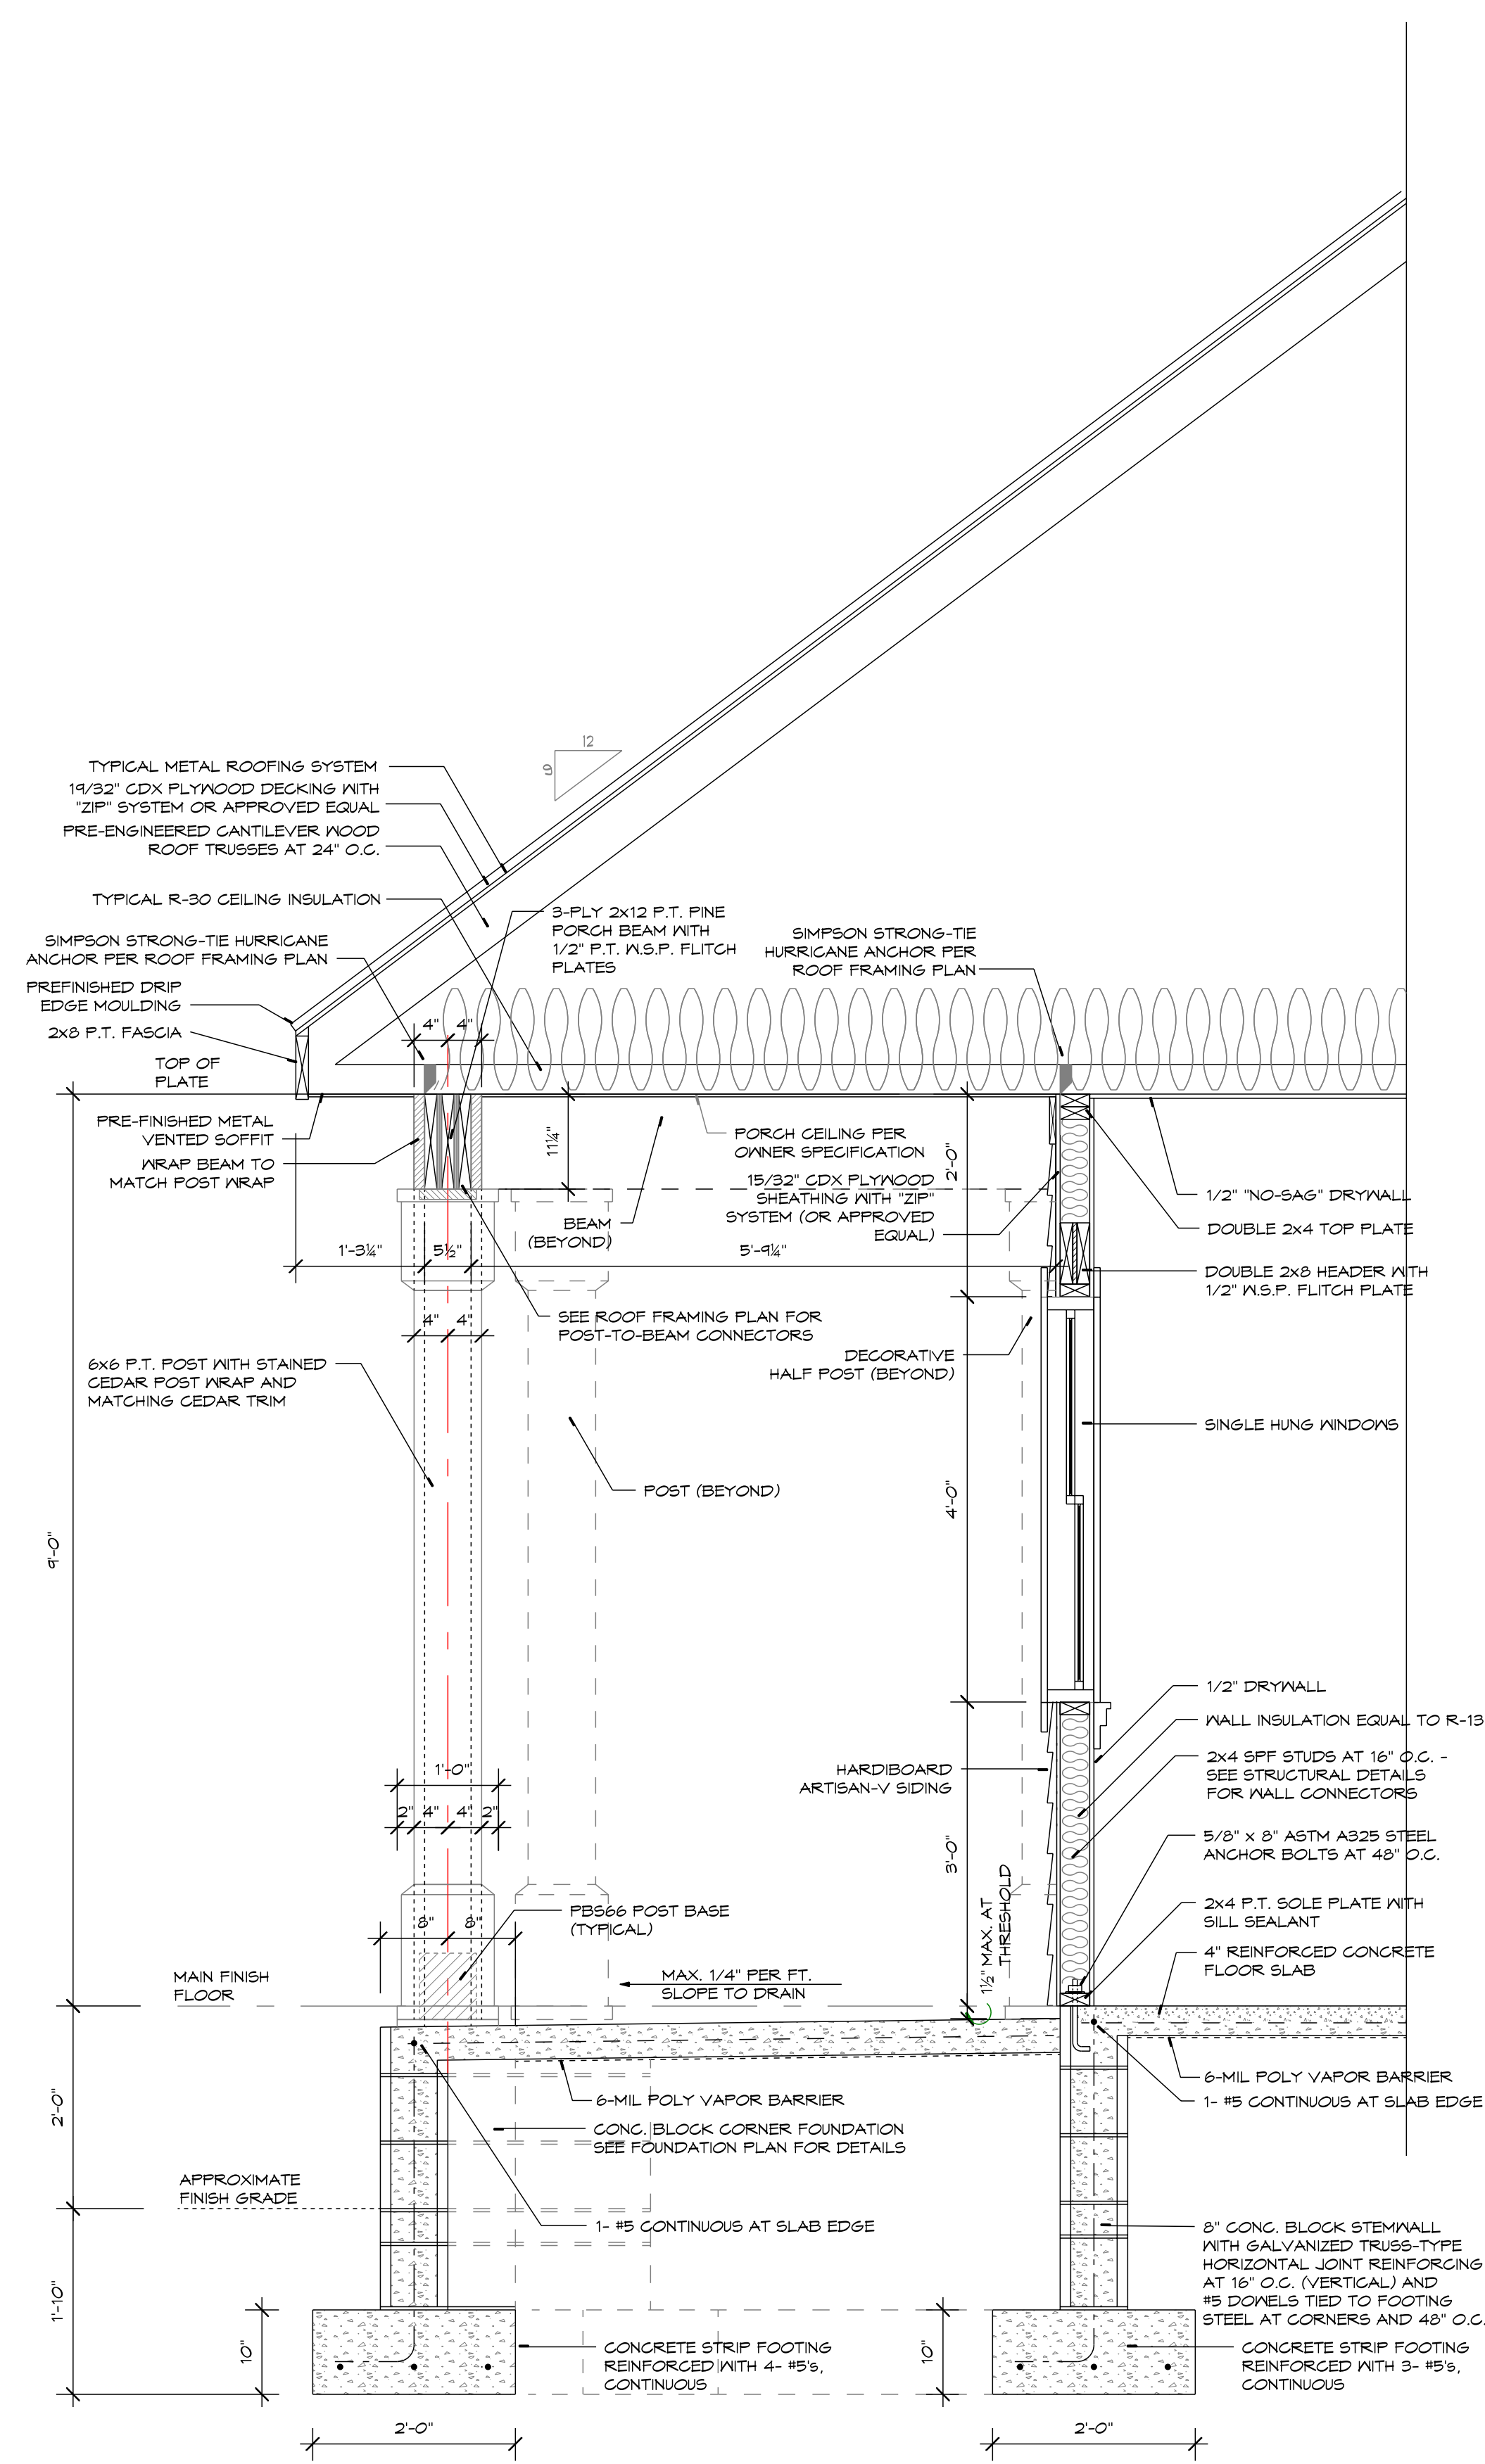 12
9
TYPICAL METAL ROOFING SYSTEM
19/32" CDX PLYWOOD DECKING WITH
"ZIP" SYSTEM OR APPROVED EQUAL
PRE-ENGINEERED CANTILEVER WOOD
ROOF TRUSSES AT 24" O.C.
TYPICAL R-30 CEILING INSULATION
SIMPSON STRONG-TIE HURRICANE
ANCHOR PER ROOF FRAMING PLAN
PREFINISHED DRIP
EDGE MOULDING
2x8 P.T. FASCIA
TOP OF
PLATE
PRE-FINISHED METAL
VENTED SOFFIT
WRAP BEAM TO
MATCH POST WRAP
3-PLY 2x12 P.T. PINE
PORCH BEAM WITH
1/2" P.T. W.S.P. FLITCH
PLATES
SIMPSON STRONG-TIE
HURRICANE ANCHOR PER
ROOF FRAMING PLAN
4" 4"
11¼"
BEAM
(BEYOND)
PORCH CEILING PER
OWNER SPECIFICATION
15/32" CDX PLYWOOD
SHEATHING WITH "ZIP"
SYSTEM (OR APPROVED
EQUAL)
2'-0"
1/2" "NO-SAG" DRYWALL
DOUBLE 2x4 TOP PLATE
DOUBLE 2x8 HEADER WITH
1/2" W.S.P. FLITCH PLATE
1'-3¼" 5½" 5'-9¼"
4" 4"
SEE ROOF FRAMING PLAN FOR
POST-TO-BEAM CONNECTORS
DECORATIVE
HALF POST (BEYOND)
6x6 P.T. POST WITH STAINED
CEDAR POST WRAP AND
MATCHING CEDAR TRIM
SINGLE HUNG WINDOWS
POST (BEYOND)
9'-0"
4'-0"
1/2" DRYWALL
WALL INSULATION EQUAL TO R-13
2x4 SPF STUDS AT 16" O.C. -
SEE STRUCTURAL DETAILS
FOR WALL CONNECTORS
HARDIBOARD
ARTISAN-V SIDING
1'-0"
2" 4" 4" 2"
3'-0"
5/8" x 8" ASTM A325 STEEL
ANCHOR BOLTS AT 48" O.C.
1½" MAX. AT
THRESHOLD
8" 8"
PBS66 POST BASE
(TYPICAL)
2x4 P.T. SOLE PLATE WITH
SILL SEALANT
4" REINFORCED CONCRETE
FLOOR SLAB
MAIN FINISH
FLOOR
MAX. 1/4" PER FT.
SLOPE TO DRAIN
6-MIL POLY VAPOR BARRIER
1- #5 CONTINUOUS AT SLAB EDGE
2'-0"
6-MIL POLY VAPOR BARRIER
CONC. BLOCK CORNER FOUNDATION
SEE FOUNDATION PLAN FOR DETAILS
APPROXIMATE
FINISH GRADE
1- #5 CONTINUOUS AT SLAB EDGE
8" CONC. BLOCK STEMWALL
WITH GALVANIZED TRUSS-TYPE
HORIZONTAL JOINT REINFORCING
AT 16" O.C. (VERTICAL) AND
#5 DOWELS TIED TO FOOTING
STEEL AT CORNERS AND 48" O.C.
1'-10"
10"
10"
CONCRETE STRIP FOOTING
REINFORCED WITH 4- #5's,
CONTINUOUS
CONCRETE STRIP FOOTING
REINFORCED WITH 3- #5's,
CONTINUOUS
2'-0"
2'-0"